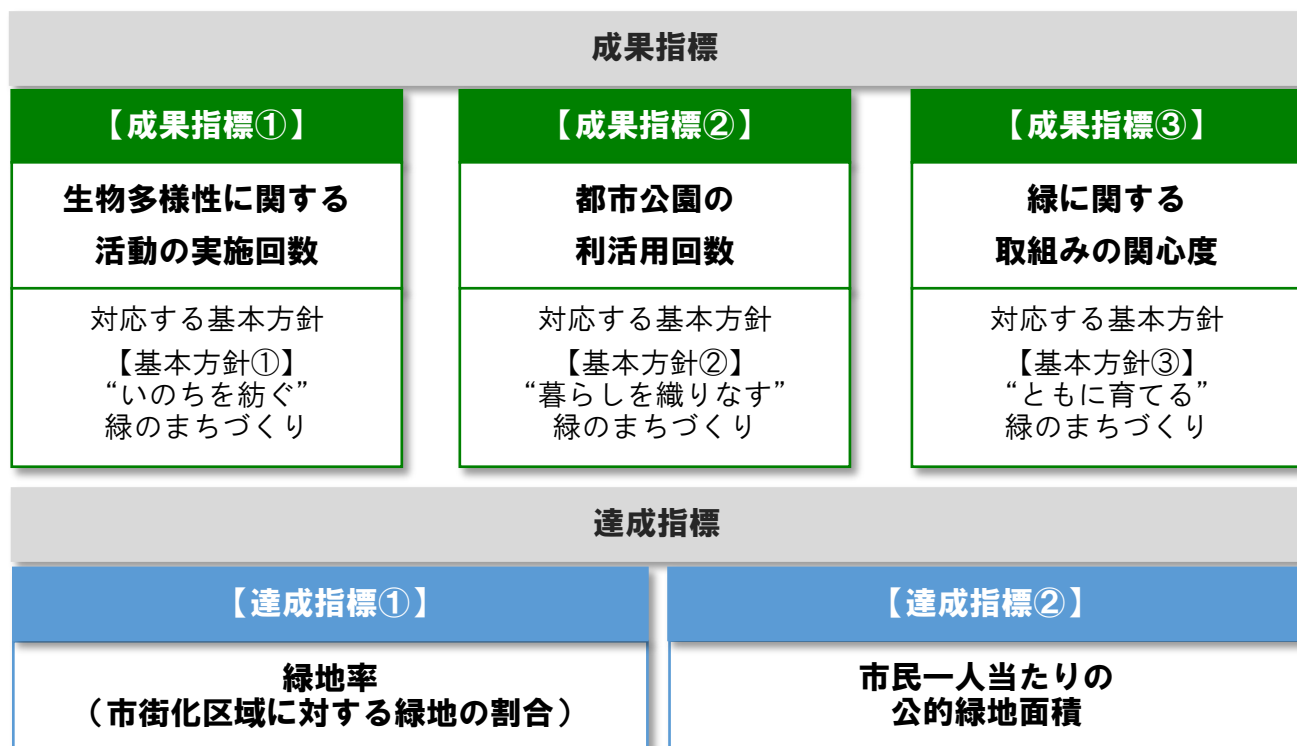 成果指標
【成果指標①】
生物多様性に関する
活動の実施回数
対応する基本方針
【基本方針①】
“いのちを紡ぐ”
緑のまちづくり
【成果指標②】
都市公園の
利活用回数
対応する基本方針
【基本方針②】
“暮らしを織りなす”
緑のまちづくり
【成果指標③】
緑に関する
取組みの関心度
対応する基本方針
【基本方針③】
“ともに育てる”
緑のまちづくり
達成指標
【達成指標①】
緑地率
（市街化区域に対する緑地の割合）
【達成指標②】
市民一人当たりの
公的緑地面積